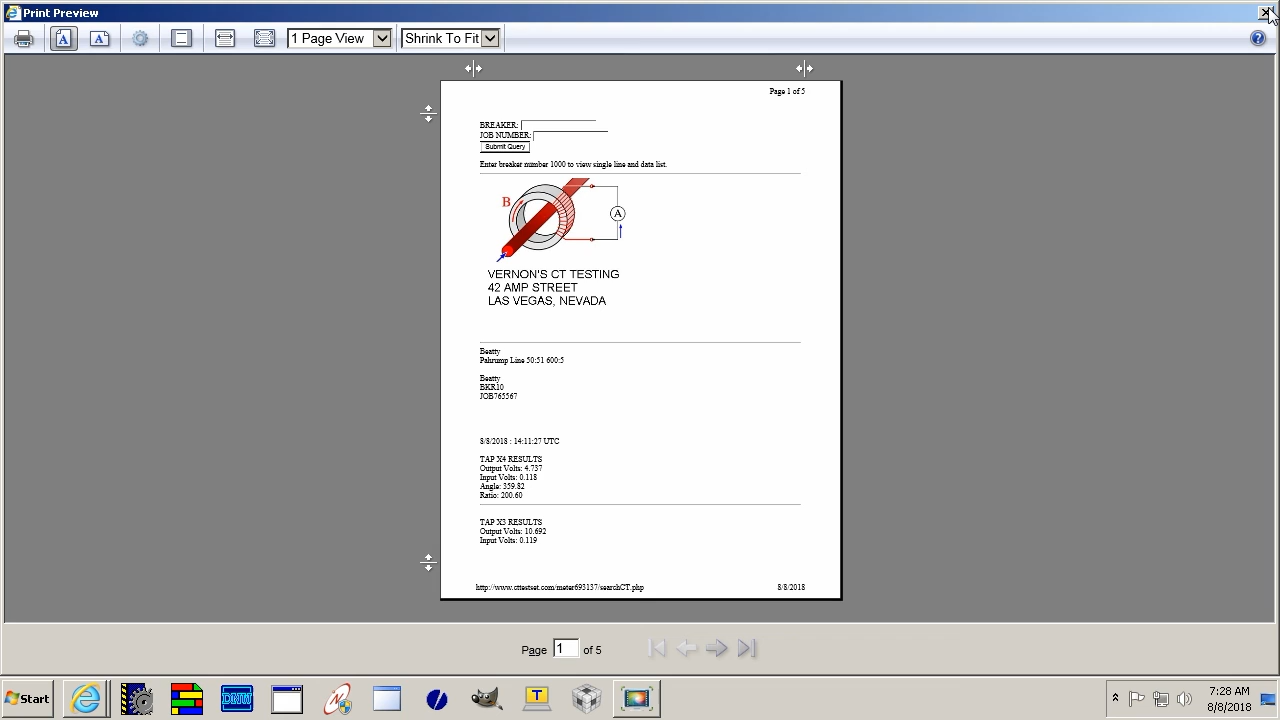 Print Preview
1 Page View
Shrink To Fit
Page 1 of 5
BREAKER:
JOB NUMBER:
Submit Query
Enter breaker number 1000 to view single line and data list.
B
A
VERNON'S CT TESTING
42 AMP STREET
LAS VEGAS, NEVADA
Beatty
Pahrump Line 50:51 600:5
Beatty
BKR10
JOB765567
8/8/2018 : 14:11:27 UTC
TAP X4 RESULTS
Output Volts: 4.737
Input Volts: 0.118
Angle: 359.82
Ratio: 200.60
TAP X3 RESULTS
Output Volts: 10.692
Input Volts: 0.119
http://www.cttestset.com/meter693137/searchCT.php
8/8/2018
Page 1 of 5
Start
DMW
T
7:28 AM
8/8/2018